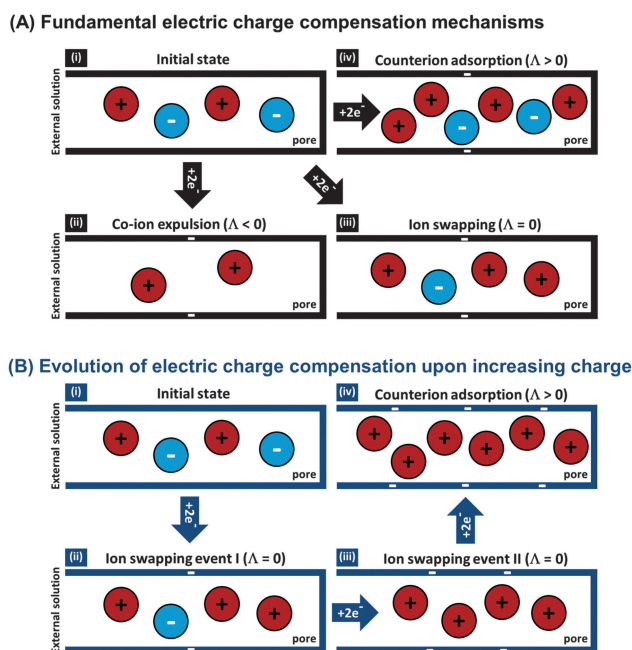 (A) Fundamental electric charge compensation mechanisms
(i) Initial state
External solution
+ - + -
pore
+2e⁻
(iv) Counterion adsorption (Λ > 0)
+ + - + - +
pore
+2e⁻
+2e⁻
(ii) Co-ion expulsion (Λ < 0)
External solution
+ +
pore
(iii) Ion swapping (Λ = 0)
+ - + +
pore
(B) Evolution of electric charge compensation upon increasing charge
(i) Initial state
External solution
+ - + -
pore
(iv) Counterion adsorption (Λ > 0)
+ + + + + +
pore
+2e⁻
+2e⁻
(ii) Ion swapping event I (Λ = 0)
External solution
+ - + +
pore
+2e⁻
(iii) Ion swapping event II (Λ = 0)
+ + + +
pore